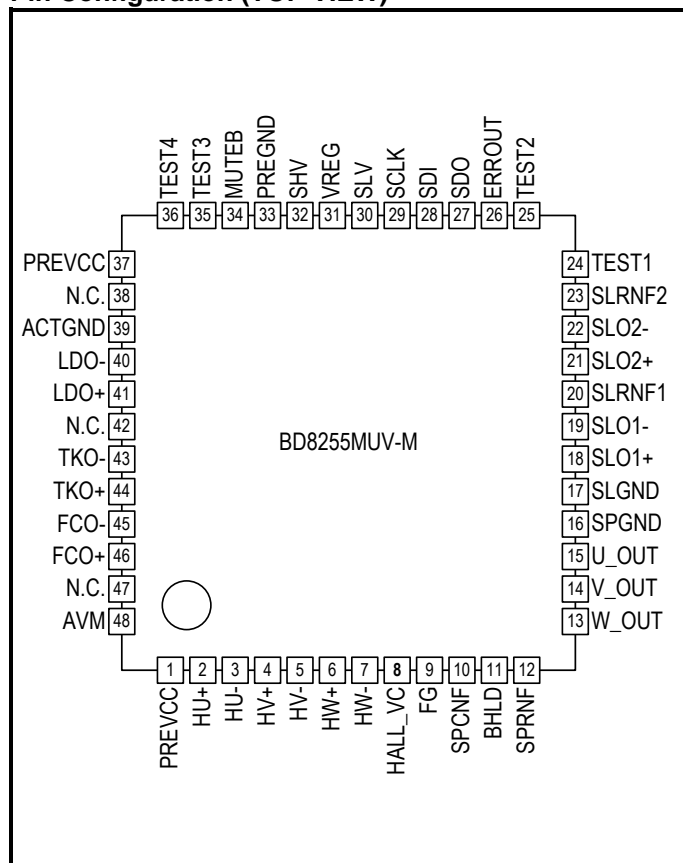 TEST4
TEST3
MUTEB
PREGND
SHV
VREG
SLV
SCLK
SDI
SDO
ERROUT
TEST2
36 35 34 33 32 31 30 29 28 27 26 25
PREVCC 37
N.C. 38
ACTGND 39
LDO- 40
LDO+ 41
N.C. 42
TKO- 43
TKO+ 44
FCO- 45
FCO+ 46
N.C. 47
AVM 48
BD8255MUV-M
24 TEST1
23 SLRNF2
22 SLO2-
21 SLO2+
20 SLRNF1
19 SLO1-
18 SLO1+
17 SLGND
16 SPGND
15 U_OUT
14 V_OUT
13 W_OUT
1 2 3 4 5 6 7 8 9 10 11 12
PREVCC
HU+
HU-
HV+
HV-
HW+
HW-
HALL_VC
FG
SPCNF
BHLD
SPRNF